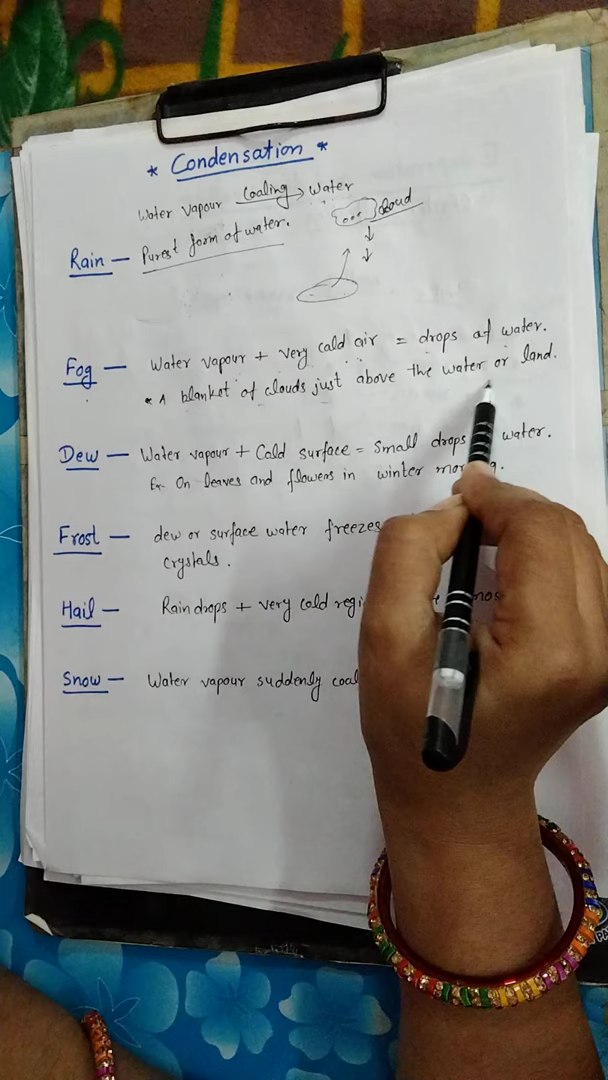 * Condensation *
Water vapour cooling → water
Rain — Purest form of water.
cloud
Fog — Water vapour + very cold air = drops of water.
* A blanket of clouds just above the water or land.
Dew — Water vapour + Cold surface = Small drops water.
Ex On leaves and flowers in winter
Frost — dew or surface water freezes
crystals.
Hail — Rain drops + very cold
Snow — Water vapour suddenly